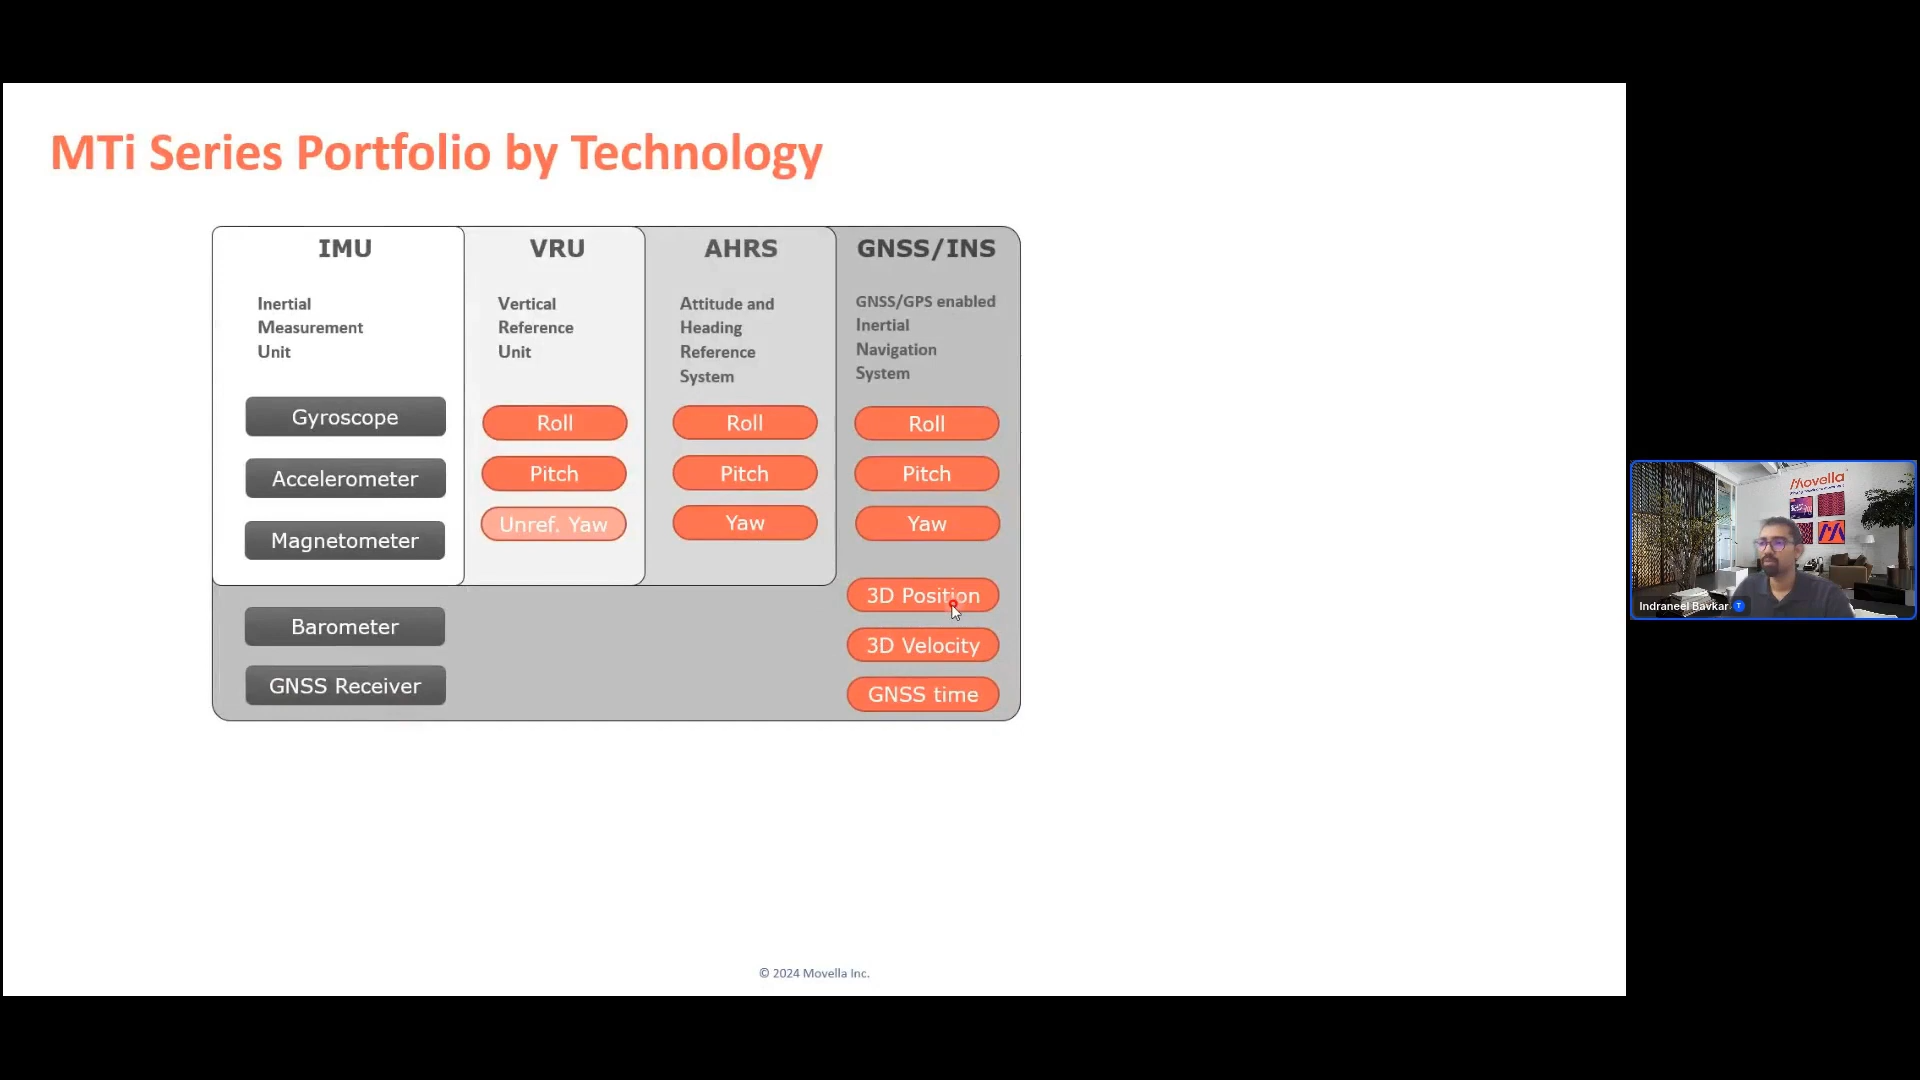 MTi Series Portfolio by Technology
IMU
Inertial
Measurement
Unit
Gyroscope
Accelerometer
Magnetometer
Barometer
GNSS Receiver
VRU
Vertical
Reference
Unit
Roll
Pitch
Unref. Yaw
AHRS
Attitude and
Heading
Reference
System
Roll
Pitch
Yaw
GNSS/INS
GNSS/GPS enabled
Inertial
Navigation
System
Roll
Pitch
Yaw
3D Position
3D Velocity
GNSS time
© 2024 Movella Inc.
Movella
Indraneel Bavkar